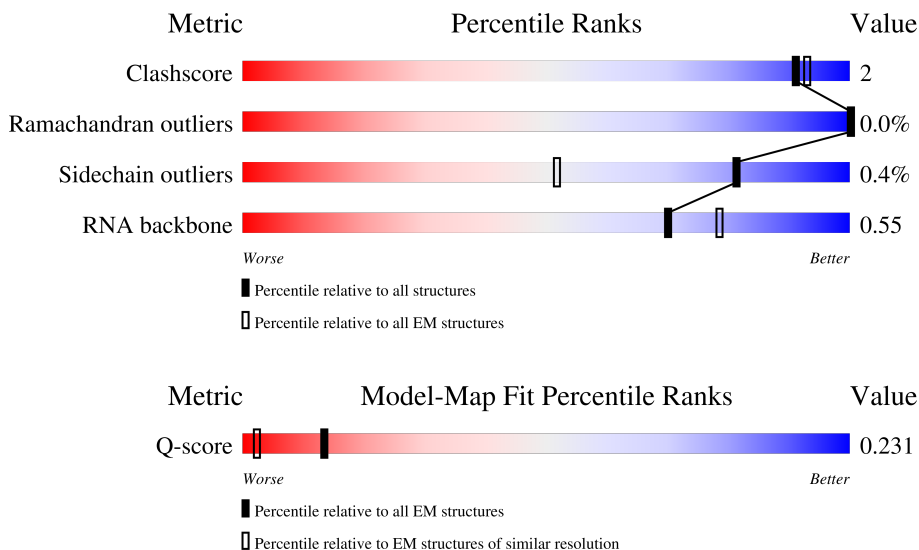 Metric Percentile Ranks Value
Clashscore 2
Ramachandran outliers 0.0%
Sidechain outliers 0.4%
RNA backbone 0.55
Worse Better
Percentile relative to all structures
Percentile relative to all EM structures
Metric Model-Map Fit Percentile Ranks Value
Q-score 0.231
Worse Better
Percentile relative to all EM structures
Percentile relative to EM structures of similar resolution